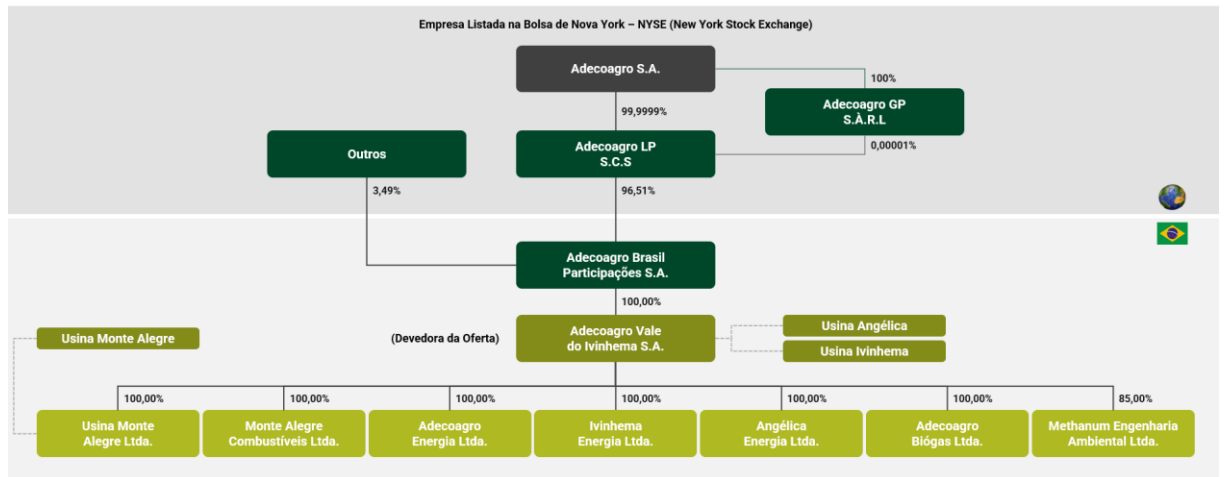 Empresa Listada na Bolsa de Nova York – NYSE (New York Stock Exchange)
Adecoagro S.A.
100%
99,9999%
Adecoagro GP
S.À.R.L
Outros
Adecoagro LP
S.C.S
0,00001%
3,49%
96,51%
Adecoagro Brasil
Participações S.A.
100,00%
Usina Monte Alegre
(Devedora da Oferta)
Adecoagro Vale
do Ivinhema S.A.
Usina Angélica
Usina Ivinhema
100,00%
100,00%
100,00%
100,00%
100,00%
100,00%
85,00%
Usina Monte
Alegre Ltda.
Monte Alegre
Combustíveis Ltda.
Adecoagro
Energia Ltda.
Ivinhema
Energia Ltda.
Angélica
Energia Ltda.
Adecoagro
Biógas Ltda.
Methanum Engenharia
Ambiental Ltda.